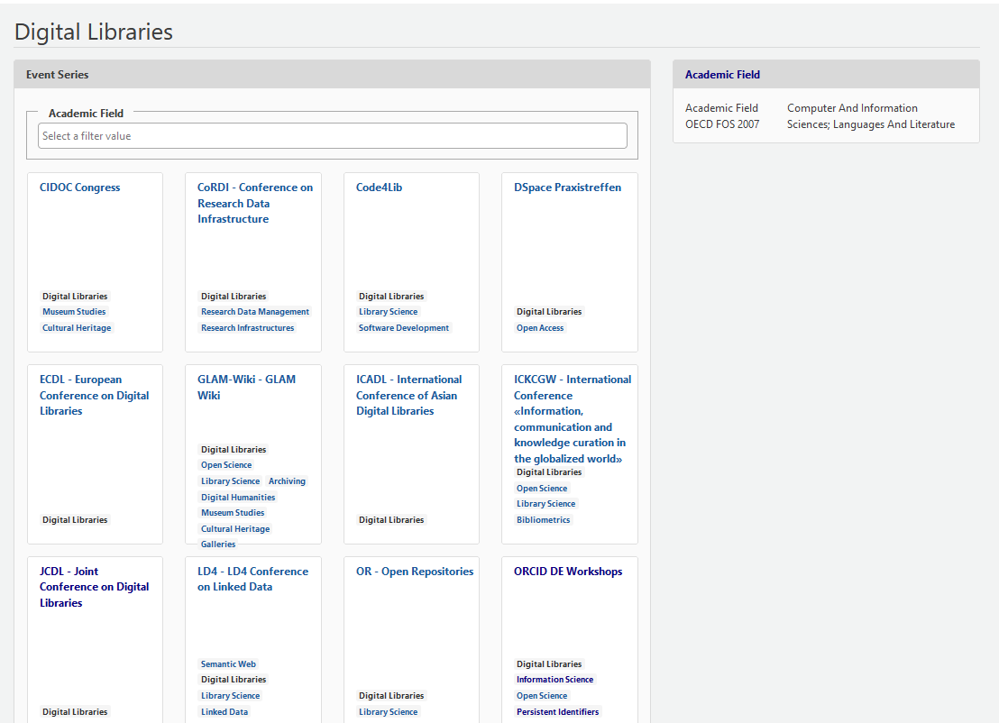 Digital Libraries
Event Series
Academic Field
Select a filter value
CIDOC Congress
Digital Libraries
Museum Studies
Cultural Heritage
CoRDI - Conference on
Research Data
Infrastructure
Digital Libraries
Research Data Management
Research Infrastructures
Code4Lib
Digital Libraries
Library Science
Software Development
DSpace Praxistreffen
Digital Libraries
Open Access
ECDL - European
Conference on Digital
Libraries
Digital Libraries
GLAM-Wiki - GLAM
Wiki
Digital Libraries
Open Science
Library Science Archiving
Digital Humanities
Museum Studies
Cultural Heritage
Galleries
ICADL - International
Conference of Asian
Digital Libraries
Digital Libraries
ICKCGW - International
Conference
«Information,
communication and
knowledge curation in
the globalized world»
Digital Libraries
Open Science
Library Science
Bibliometrics
JCDL - Joint
Conference on Digital
Libraries
Digital Libraries
LD4 - LD4 Conference
on Linked Data
Semantic Web
Digital Libraries
Library Science
Linked Data
OR - Open Repositories
Digital Libraries
Library Science
ORCID DE Workshops
Digital Libraries
Information Science
Open Science
Persistent Identifiers
Academic Field
Academic Field
OECD FOS 2007
Computer And Information
Sciences; Languages And Literature